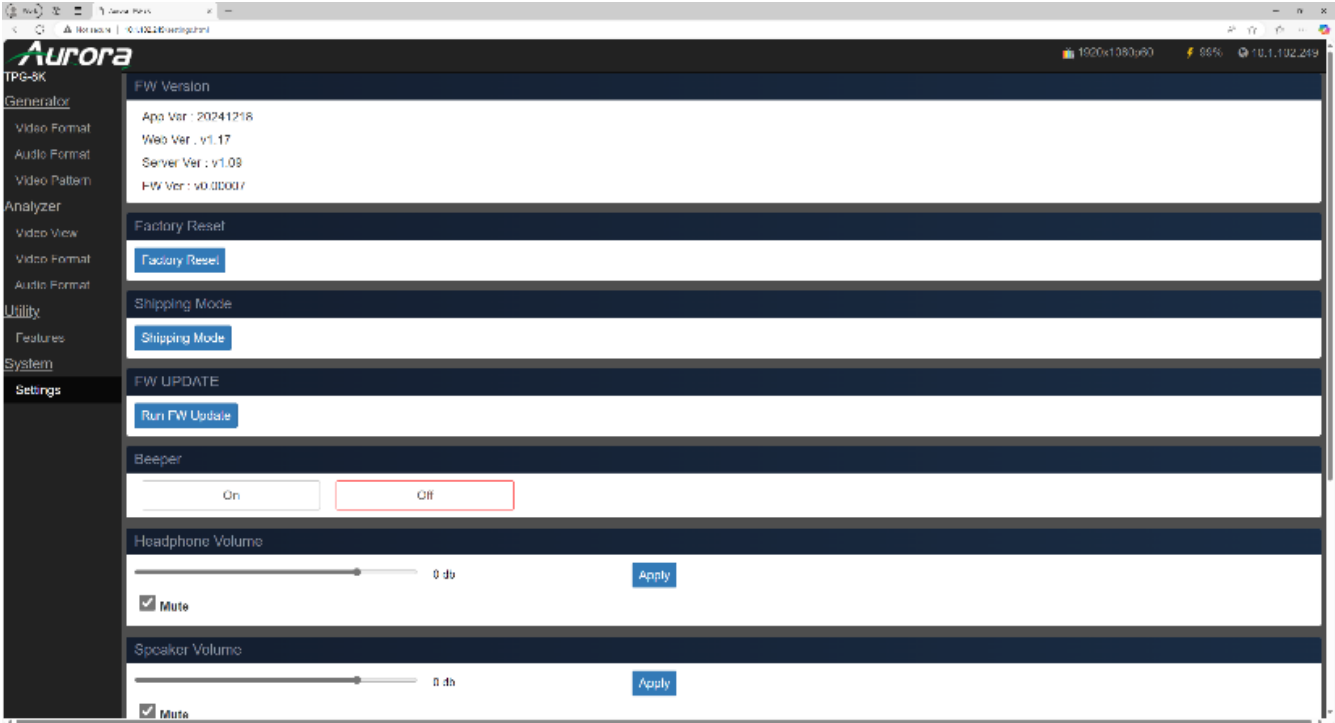 Not secure
Aurora
1920x1080p60 99% 10.1.102.249
TPG-8K
Generator
Video Format
Audio Format
Video Pattern
Analyzer
Video View
Video Format
Audio Format
Utility
Features
System
Settings
FW Version
App Ver : 20241218
Web Ver : v1.17
Server Ver : v1.09
FW Ver : v0.00007
Factory Reset
Factory Reset
Shipping Mode
Shipping Mode
FW UPDATE
Run FW Update
Beeper
On Off
Headphone Volume
0 db Apply
Mute
Speaker Volume
0 db Apply
Mute